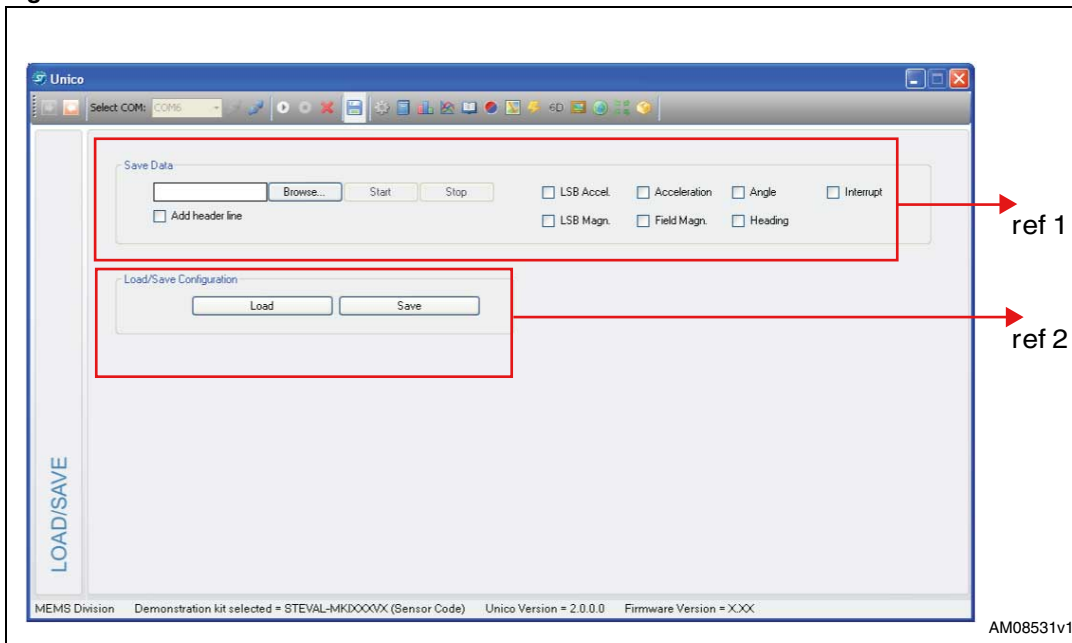 Unico
Select COM: COM6
6D
Save Data
Browse... Start Stop
LSB Accel. Acceleration Angle Interrupt
Add header line
LSB Magn. Field Magn. Heading
ref 1
Load/Save Configuration
Load Save
ref 2
LOAD/SAVE
MEMS Division Demonstration kit selected = STEVAL-MKIXXXVX (Sensor Code) Unico Version = 2.0.0.0 Firmware Version = X.XX
AM08531v1